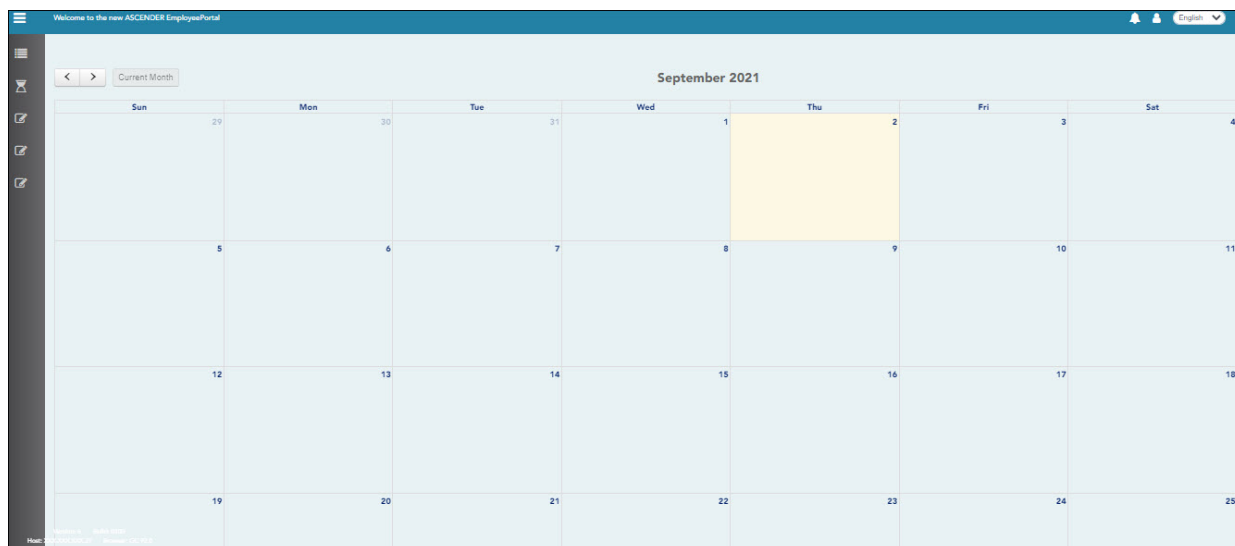 Welcome to the new ASCENDER EmployeePortal English
Current Month September 2021
Sun Mon Tue Wed Thu Fri Sat
29 30 31 1 2 3 4
5 6 7 8 9 10 11
12 13 14 15 16 17 18
19 20 21 22 23 24 25
Host: